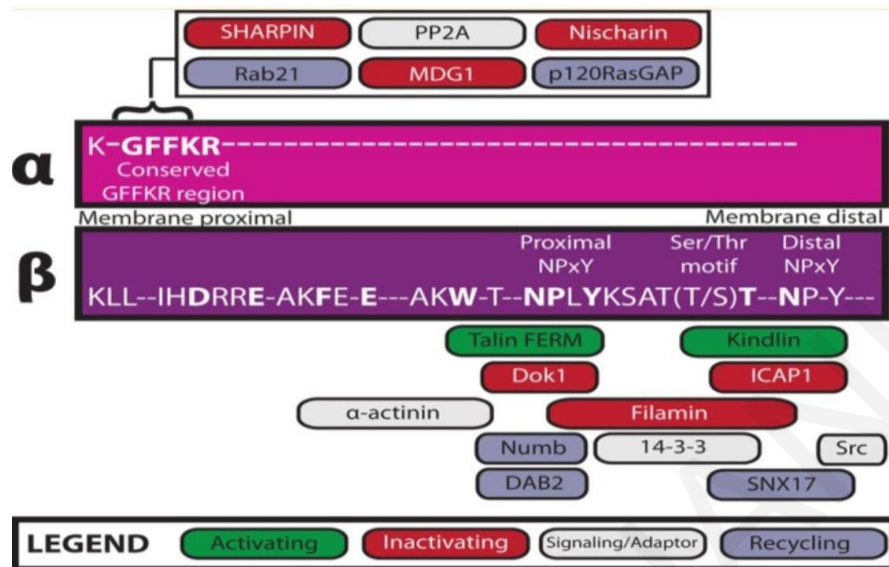 SHARPIN PP2A Nischarin
Rab21 MDG1 p120RasGAP
α K-GFFKR--------------------------------------------------
Conserved
GFFKR region
Membrane proximal Membrane distal
β Proximal Ser/Thr Distal
NPxY motif NPxY
KLL--IHDRRE-AKFE-E---AKW-T--NPLYKSAT(T/S)T--NP-Y---
Talin FERM Kindlin
Dok1 ICAP1
α-actinin Filamin
Numb 14-3-3 Src
DAB2 SNX17
LEGEND Activating Inactivating Signaling/Adaptor Recycling